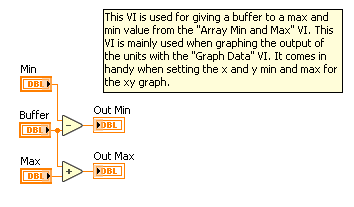 This VI is used for giving a buffer to a max and
min value from the "Array Min and Max" VI. This
VI is mainly used when graphing the output of
the units with the "Graph Data" VI. It comes in
handy when setting the x and y min and max for
the xy graph.
Min
DBL
Buffer
DBL
Max
DBL
-
+
Out Min
DBL
Out Max
DBL